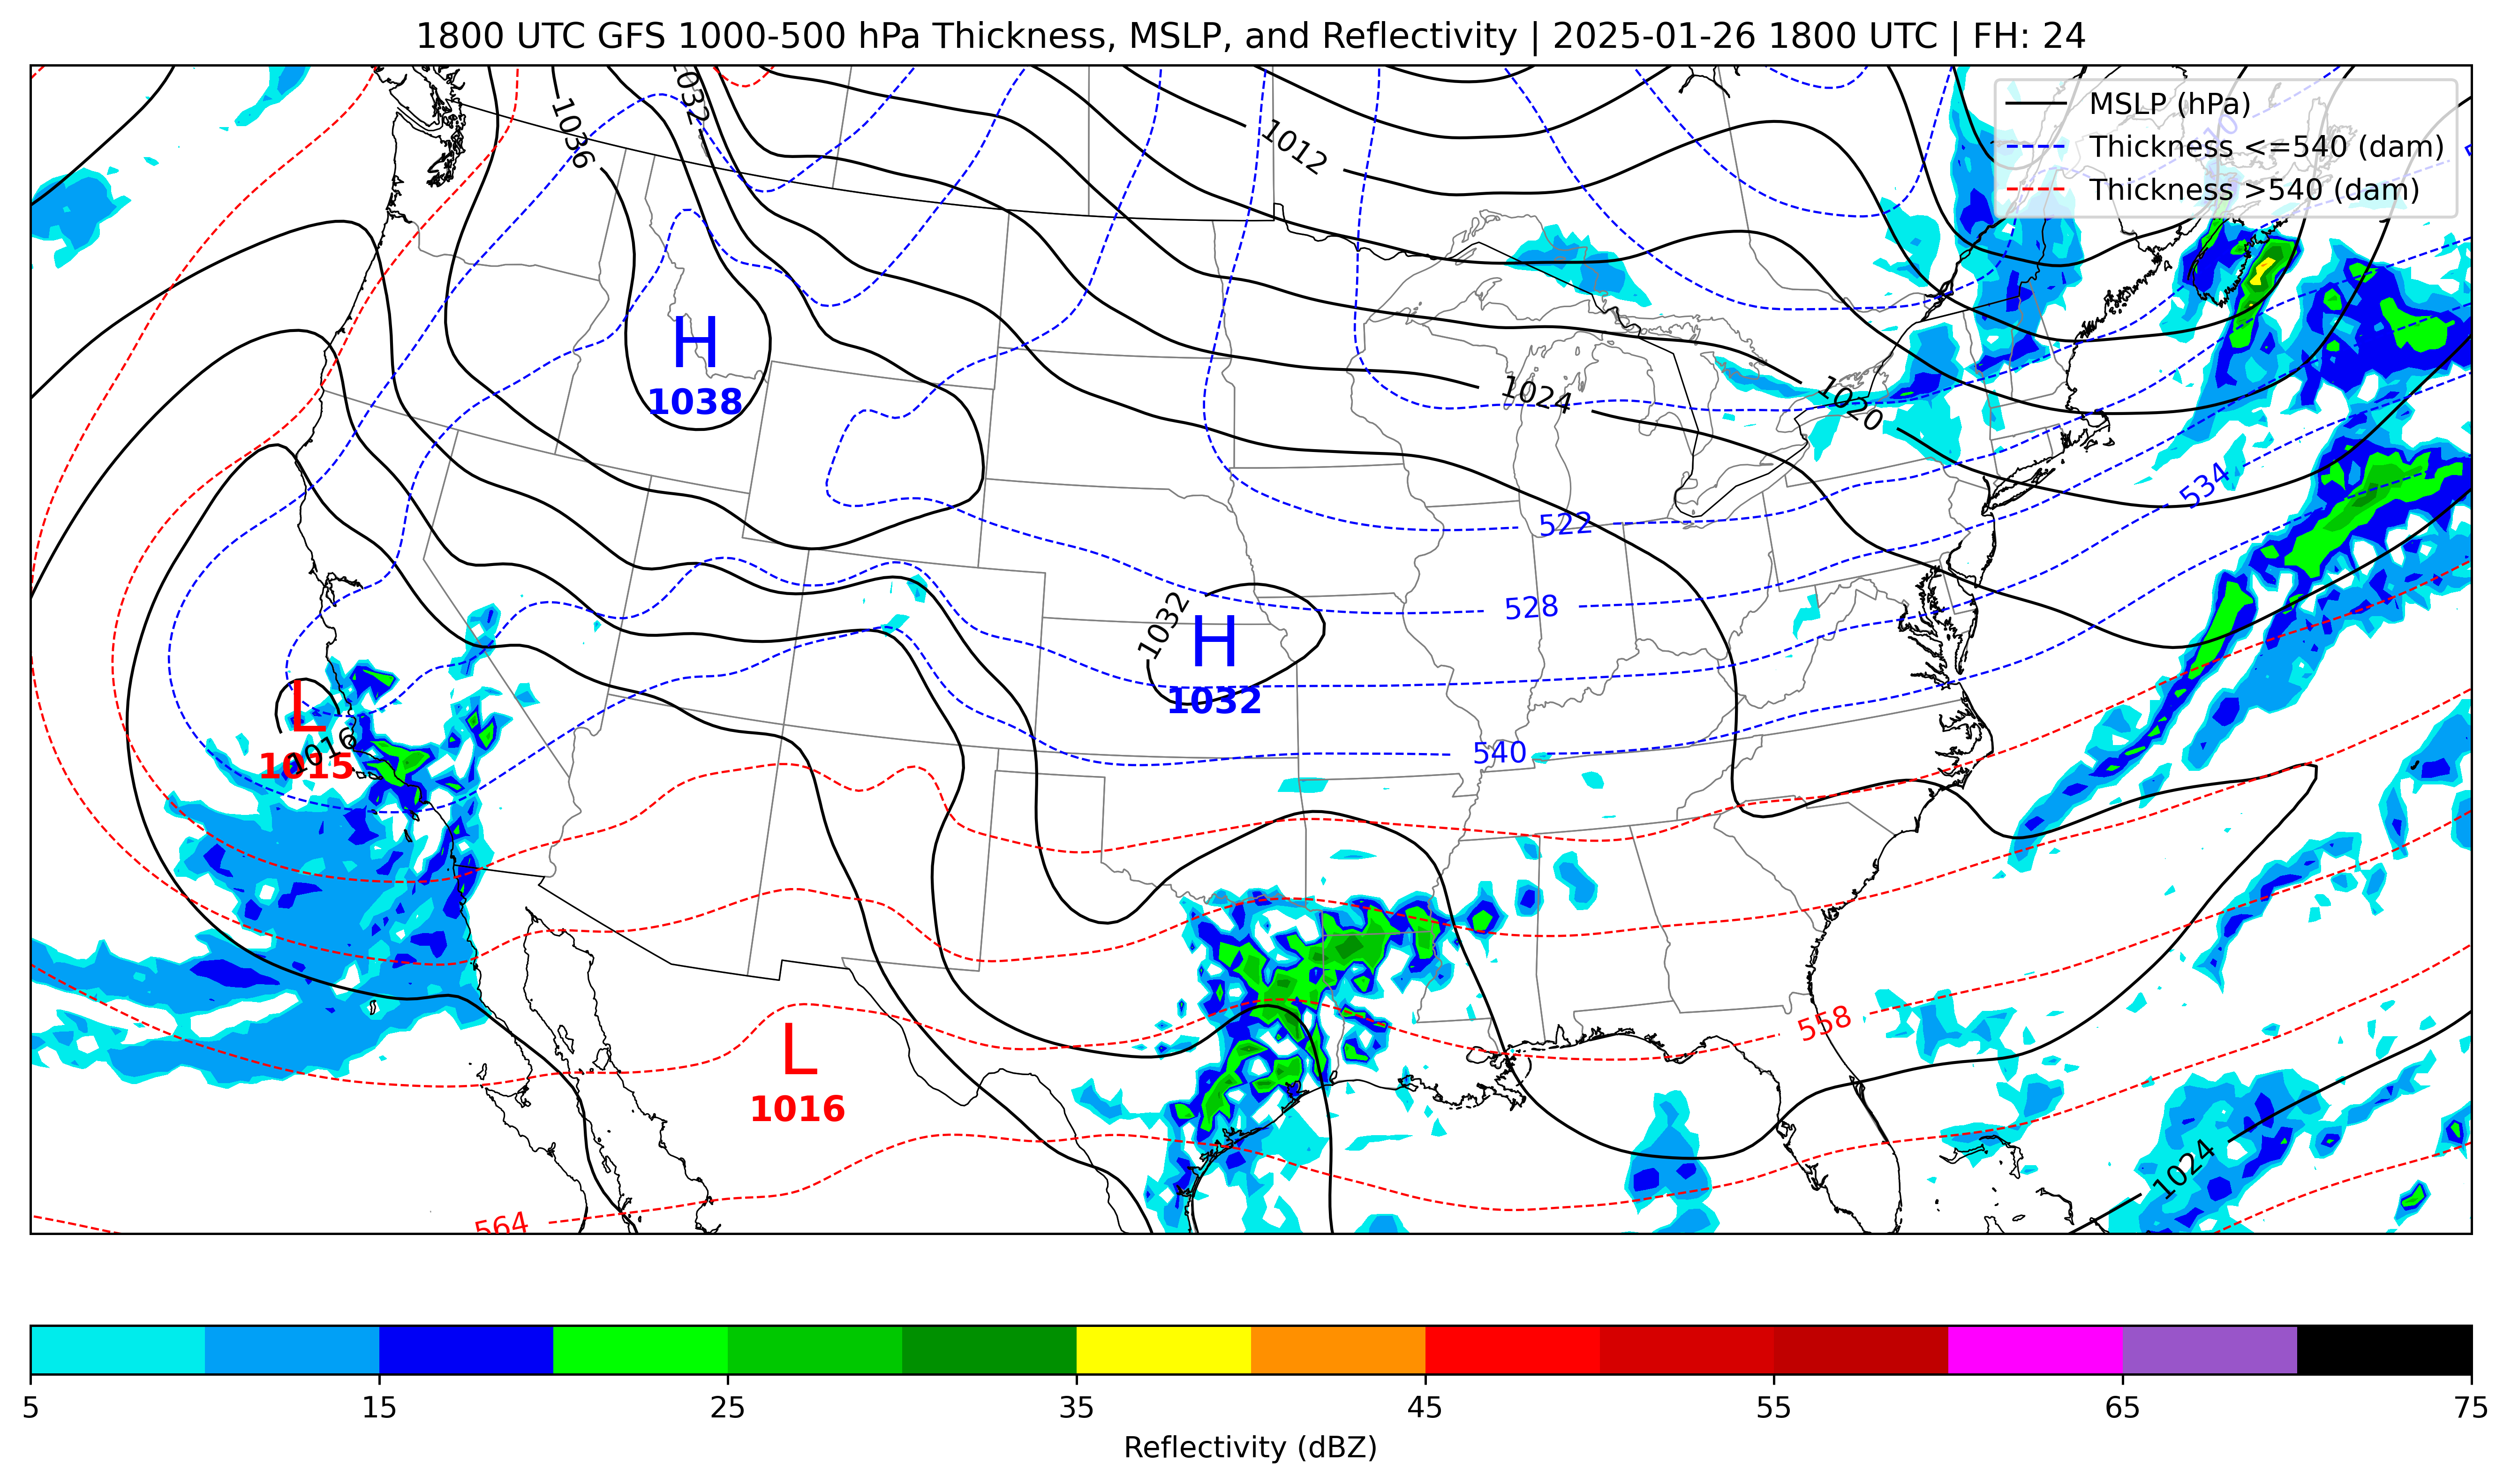 1800 UTC GFS 1000-500 hPa Thickness, MSLP, and Reflectivity | 2025-01-26 1800 UTC | FH: 24
MSLP (hPa)
Thickness <=540 (dam)
Thickness >540 (dam)
1036
1032
1012
H
1038
1024
1020
534
522
528
1032
H
1032
540
L
1016
1015
558
L
1016
1024
564
5 15 25 35 45 55 65 75
Reflectivity (dBZ)